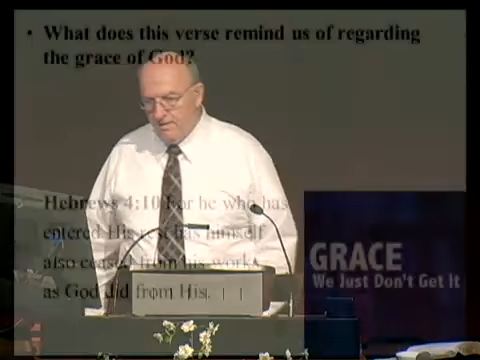 • What does this verse remind us of regarding
the grace of God?
Hebrews 4:10 For he who has
entered His rest has himself
also ceased from his works
as God did from His.
GRACE
We Just Don't Get It